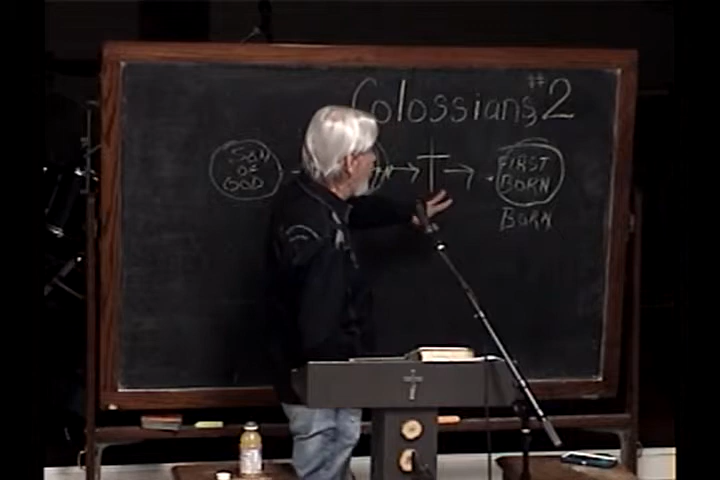 Colossians #2
SON
OF
GOD
FIRST
BORN
BORN